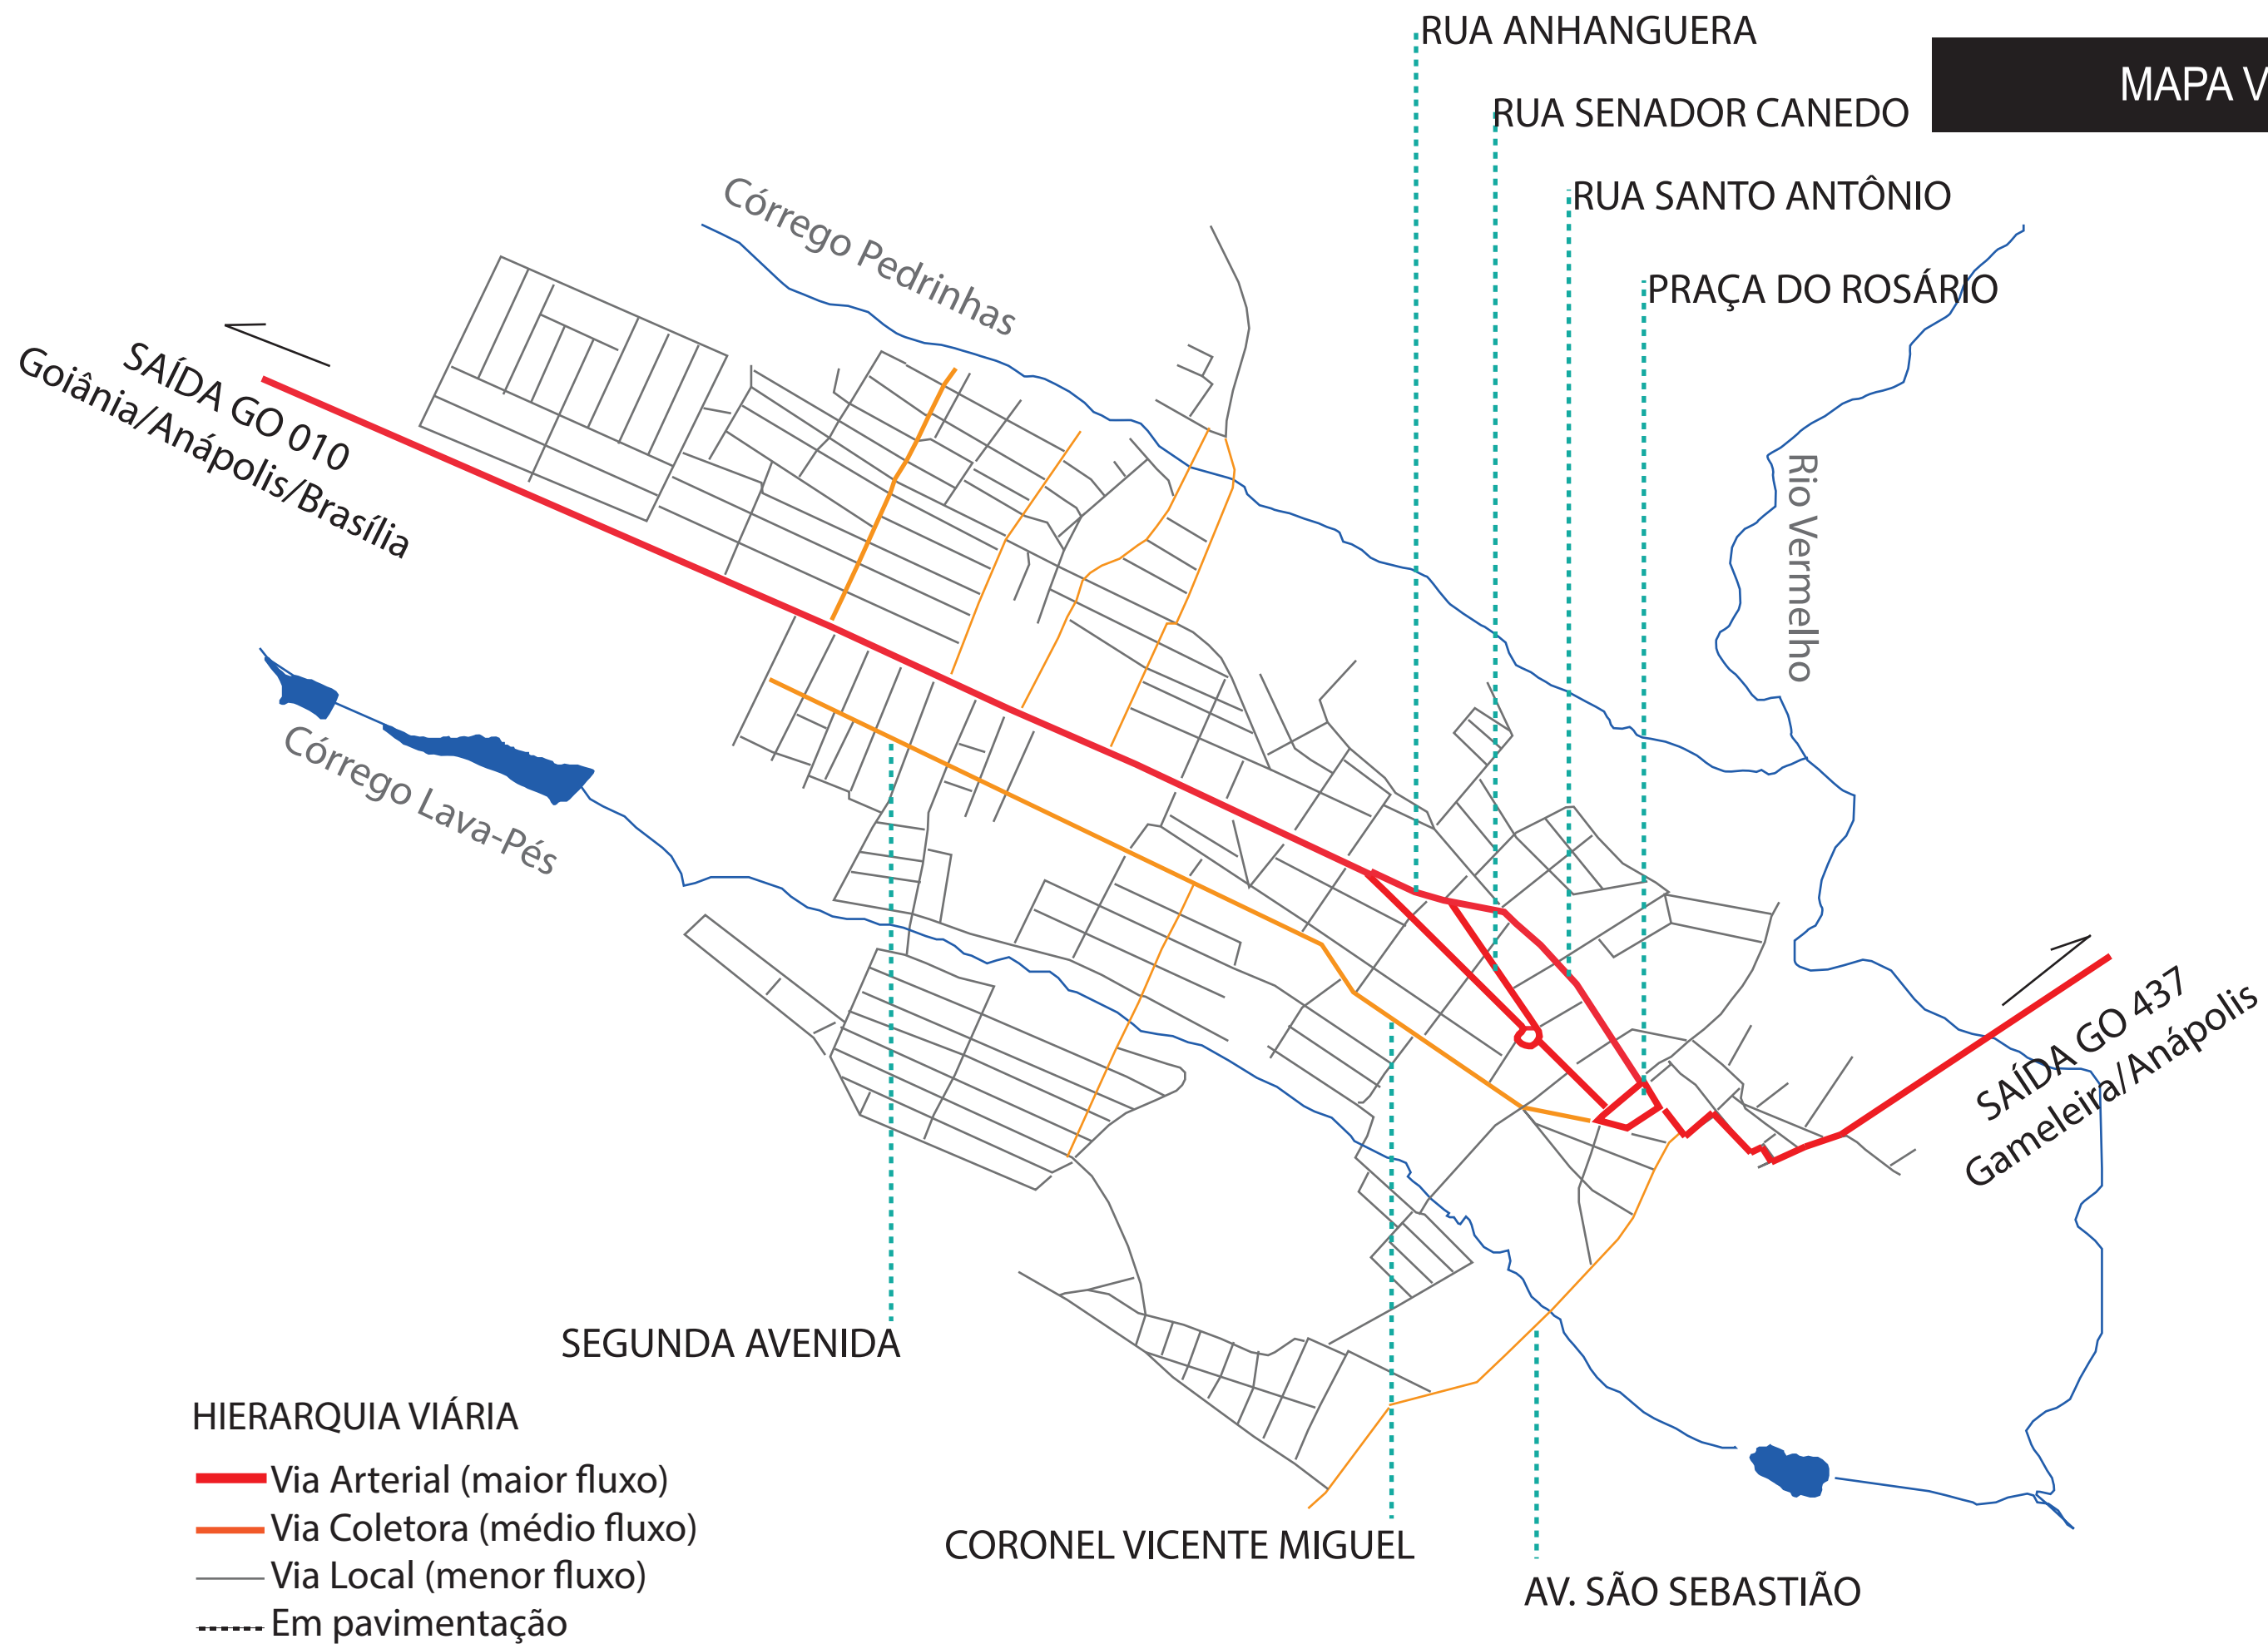 RUA ANHANGUERA
MAPA V
RUA SENADOR CANEDO
RUA SANTO ANTÔNIO
PRAÇA DO ROSÁRIO
Córrego Pedrinhas
SAÍDA GO 010
Goiânia/Anápolis/Brasília
Rio Vermelho
Córrego Lava-Pés
SAÍDA GO 437
Gameleira/Anápolis
SEGUNDA AVENIDA
CORONEL VICENTE MIGUEL
AV. SÃO SEBASTIÃO
HIERARQUIA VIÁRIA
Via Arterial (maior fluxo)
Via Coletora (médio fluxo)
Via Local (menor fluxo)
Em pavimentação